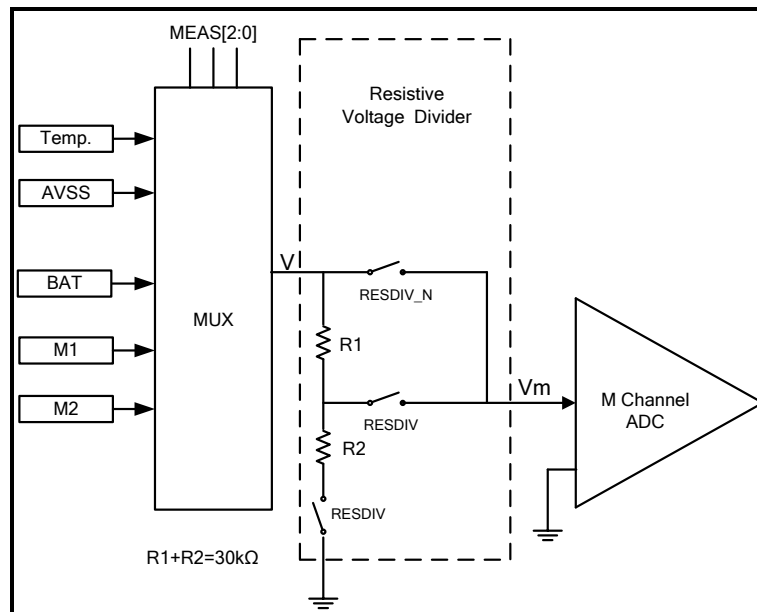 MEAS[2:0]
Resistive
Voltage Divider
Temp.
AVSS
BAT
M1
M2
MUX
V
RESDIV_N
R1
RESDIV
R2
RESDIV
Vm
M Channel
ADC
R1+R2=30kΩ